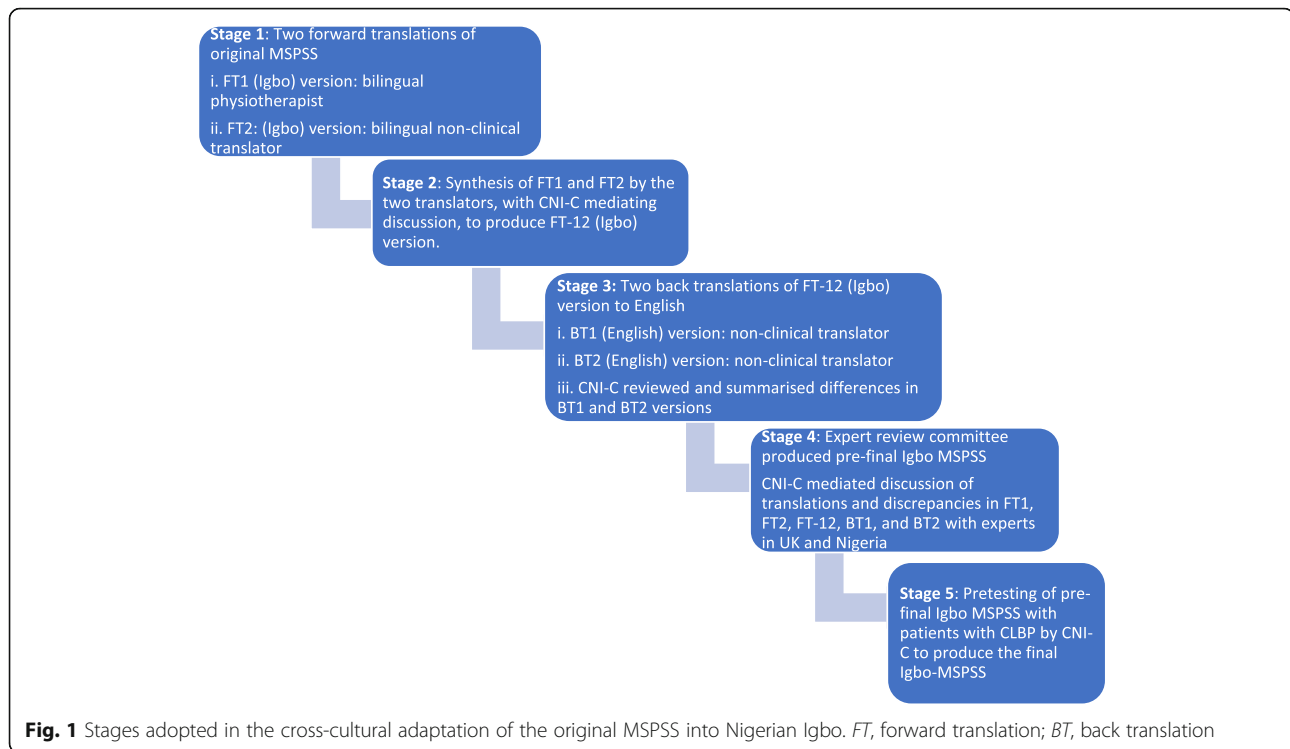 Stage 1: Two forward translations of
original MSPSS
i. FT1 (Igbo) version: bilingual
physiotherapist
ii. FT2: (Igbo) version: bilingual non-clinical
translator
Stage 2: Synthesis of FT1 and FT2 by the
two translators, with CNI-C mediating
discussion, to produce FT-12 (Igbo)
version.
Stage 3: Two back translations of FT-12 (Igbo)
version to English
i. BT1 (English) version: non-clinical translator
ii. BT2 (English) version: non-clinical translator
iii. CNI-C reviewed and summarised differences in
BT1 and BT2 versions
Stage 4: Expert review committee
produced pre-final Igbo MSPSS
CNI-C mediated discussion of
translations and discrepancies in FT1,
FT2, FT-12, BT1, and BT2 with experts
in UK and Nigeria
Stage 5: Pretesting of pre-
final Igbo MSPSS with
patients with CLBP by CNI-
C to produce the final
Igbo-MSPSS
Fig. 1 Stages adopted in the cross-cultural adaptation of the original MSPSS into Nigerian Igbo. FT, forward translation; BT, back translation